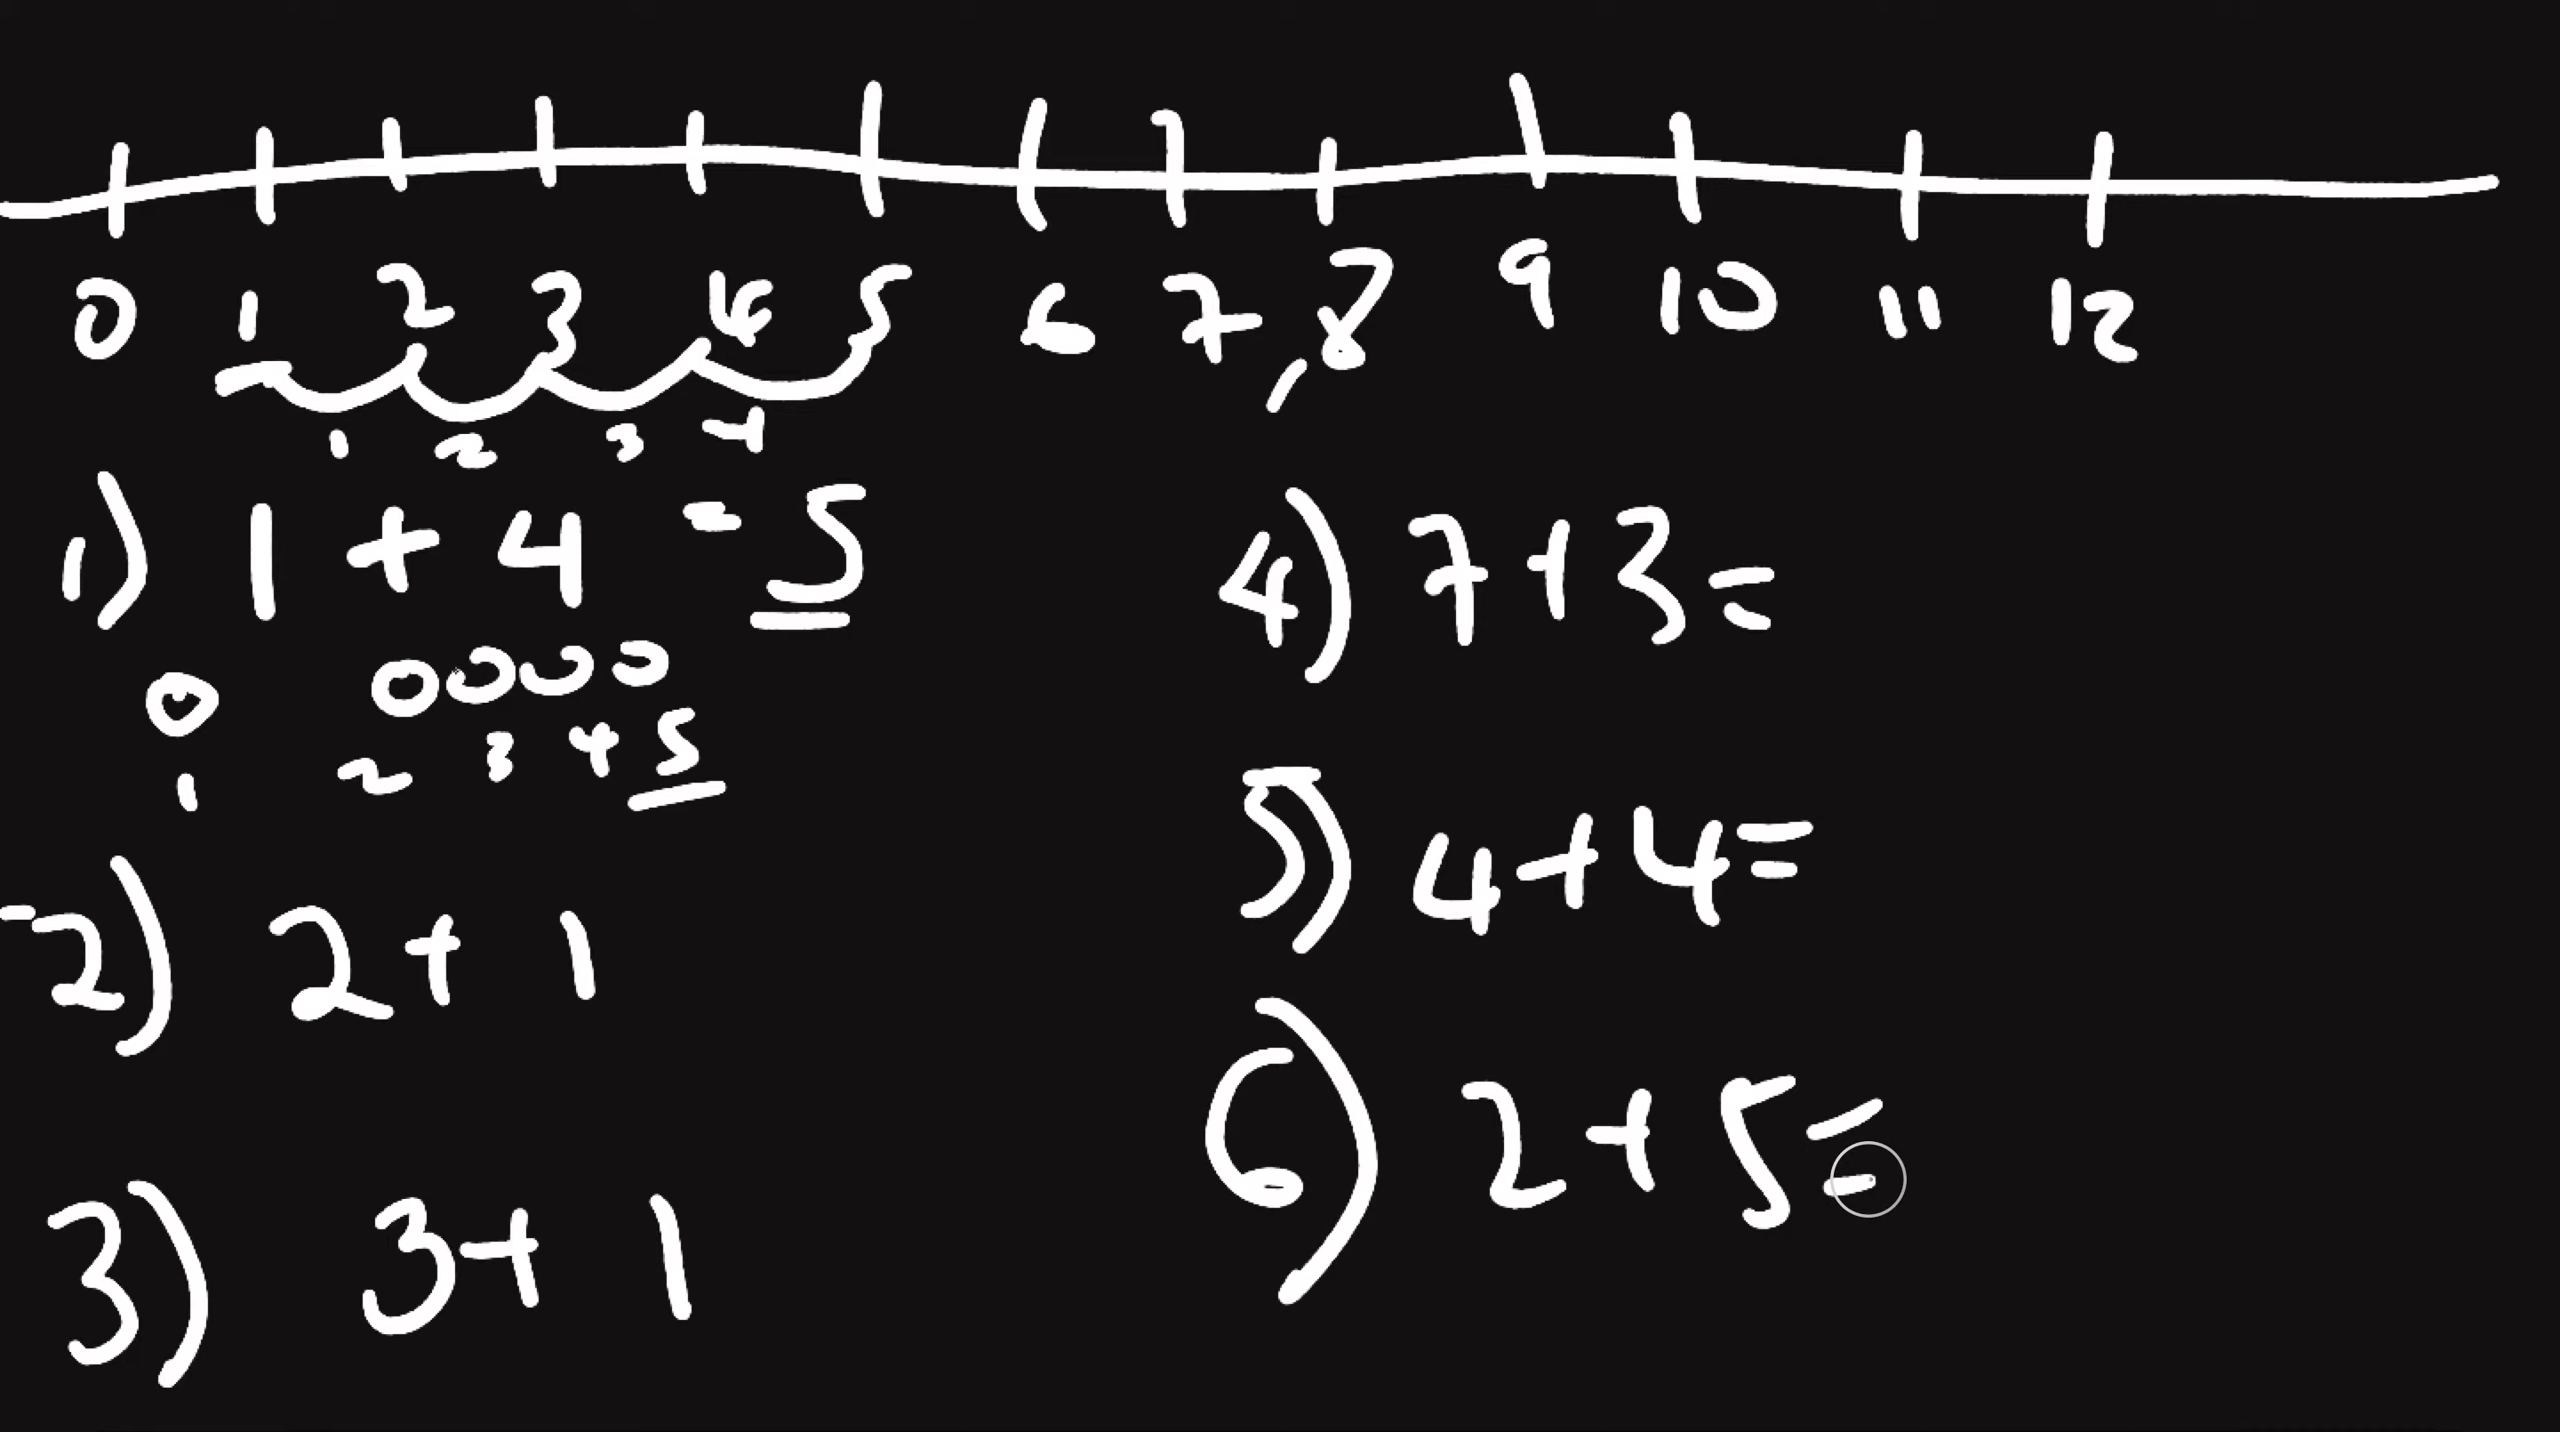 0 1 2 3 4 5 6 7 8 9 10 11 12
1 2 3 4
1) 1 + 4 = 5
0 0000
1 2 3 4 5
2) 2 + 1
3) 3 + 1
4) 7 + 3 =
5) 4 + 4 =
6) 2 + 5 =